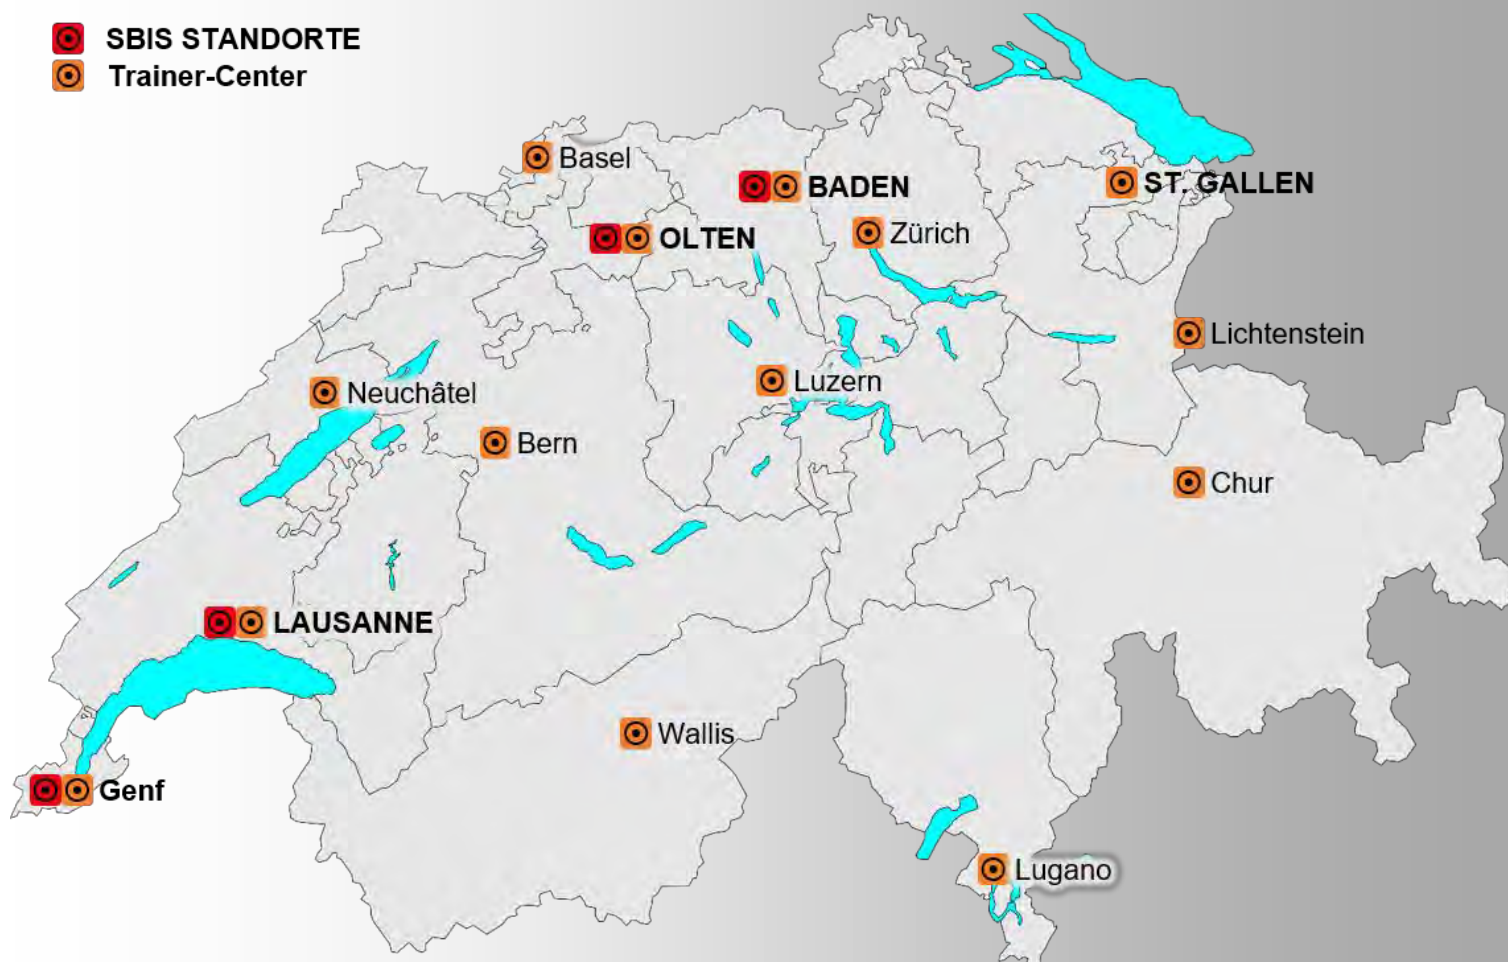 SBIS STANDORTE
Trainer-Center
Basel
BADEN
ST. GALLEN
OLTEN
Zürich
Lichtenstein
Neuchâtel
Luzern
Bern
Chur
LAUSANNE
Wallis
Genf
Lugano